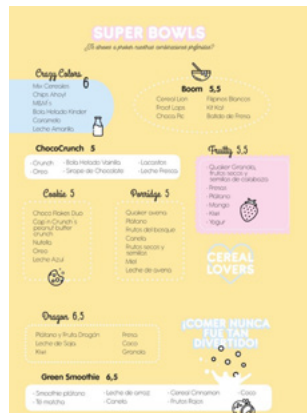 SUPER BOWLS
¿Te atreves a probar nuestras combinaciones preferidas?
Crazy Colors 6
Mix Cereales
Chips Ahoy!
M&M's
Bola Helado Kinder
Caramelo
Leche Amarilla
Boom 5,5
Cereal Lion
Froot Loops
Choco Pic
Filipinos Blancos
Kit Kat
Batido de Fresa
ChocoCrunch 5
- Crunch
- Oreo
- Bola Helado Vainilla
- Sirope de Chocolate
- Lacasitos
- Leche Fresca
Fruity 5,5
- Quaker Granola,
frutos secos y
semillas de calabaza
- Fresas
- Plátano
- Mango
- Kiwi
- Yogur
Cookie 5
Choco Flakes Duo
Cap'n Crunch's
peanut butter
crunch
Nutella
Oreo
Leche Azul
Porridge 5
Quaker avena
Plátano
Frutos del bosque
Canela
Frutos secos y
semillas
Miel
Leche de avena
CEREAL
LOVERS
Dragon 6,5
Plátano y Fruta Dragón
Leche de Soja
Kiwi
Fresa
Coco
Granola
¡COMER NUNCA
FUE TAN
DIVERTIDO!
Green Smoothie 6,5
- Smoothie plátano
- Té matcha
- Leche de arroz
- Canela
- Cereal Cinnamon
- Frutos Rojos
- Coco